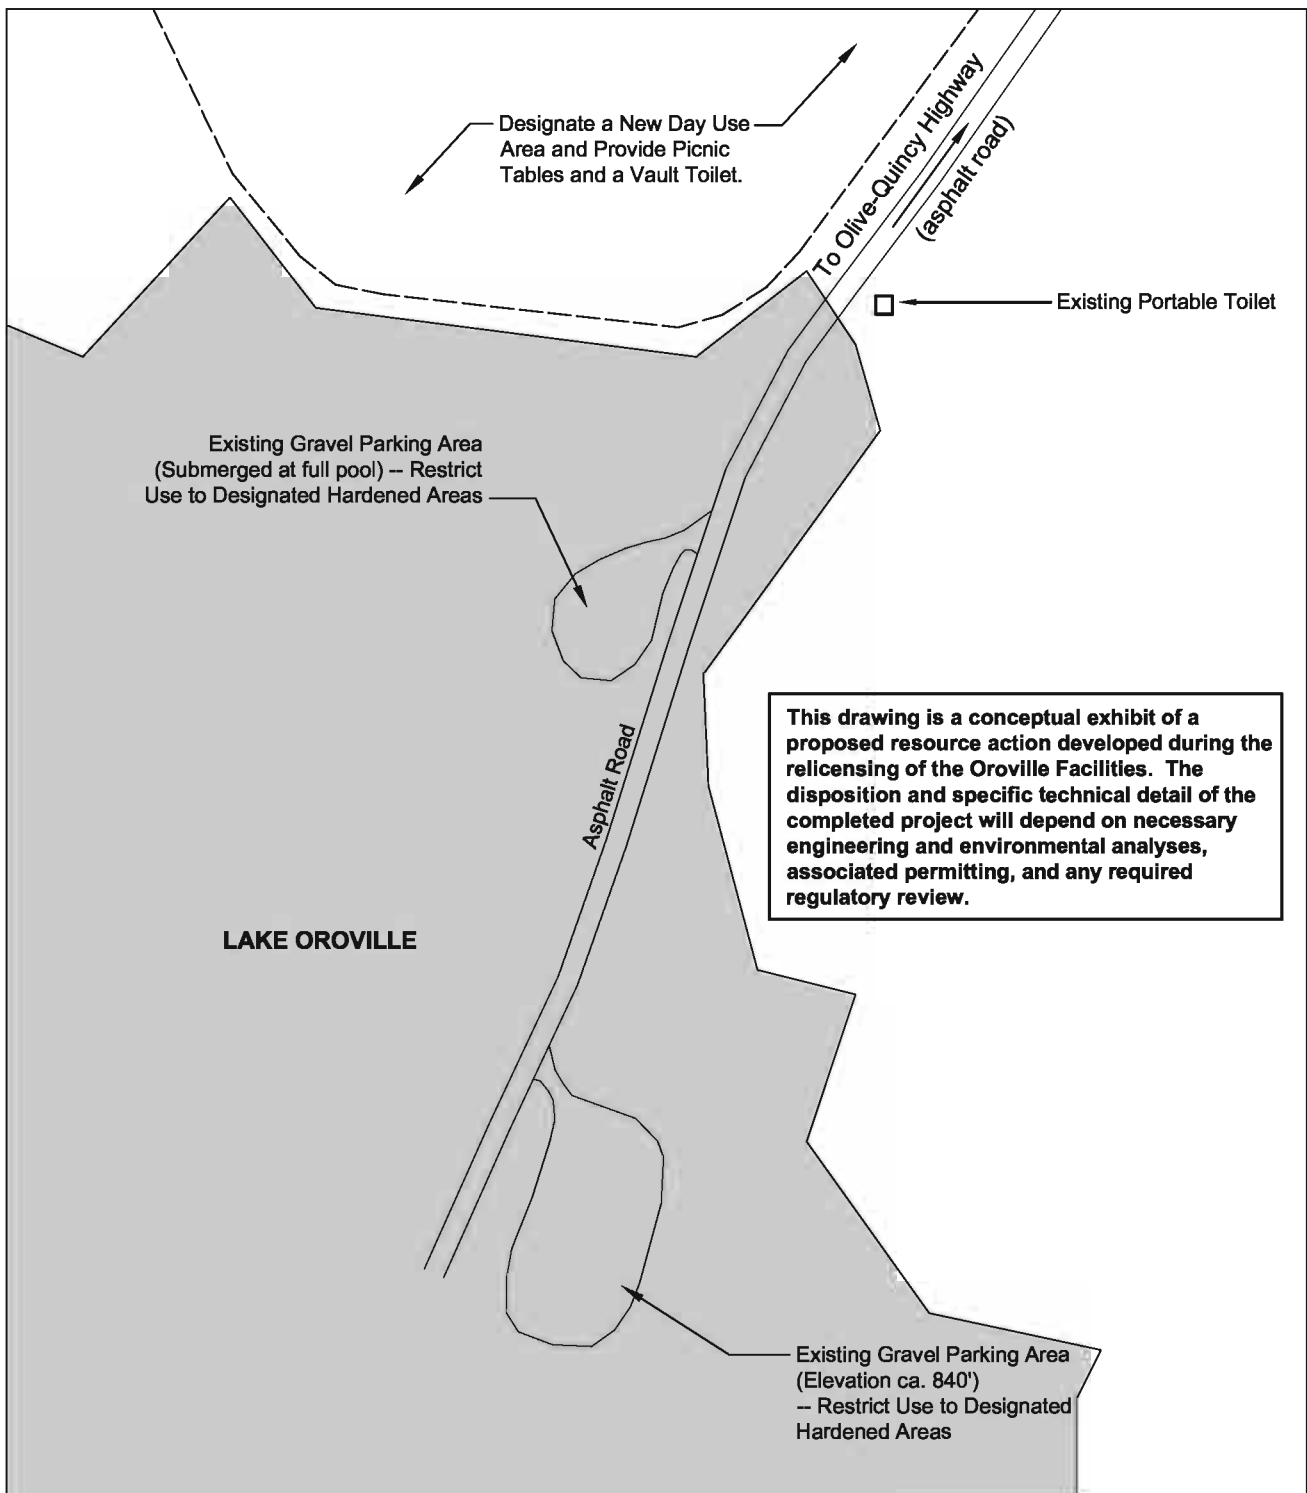 Designate a New Day Use
Area and Provide Picnic
Tables and a Vault Toilet.
To Olive-Quincy Highway
(asphalt road)
Existing Portable Toilet
Existing Gravel Parking Area
(Submerged at full pool) -- Restrict
Use to Designated Hardened Areas
This drawing is a conceptual exhibit of a
proposed resource action developed during the
relicensing of the Oroville Facilities. The
disposition and specific technical detail of the
completed project will depend on necessary
engineering and environmental analyses,
associated permitting, and any required
regulatory review.
Asphalt Road
LAKE OROVILLE
Existing Gravel Parking Area
(Elevation ca. 840')
-- Restrict Use to Designated
Hardened Areas